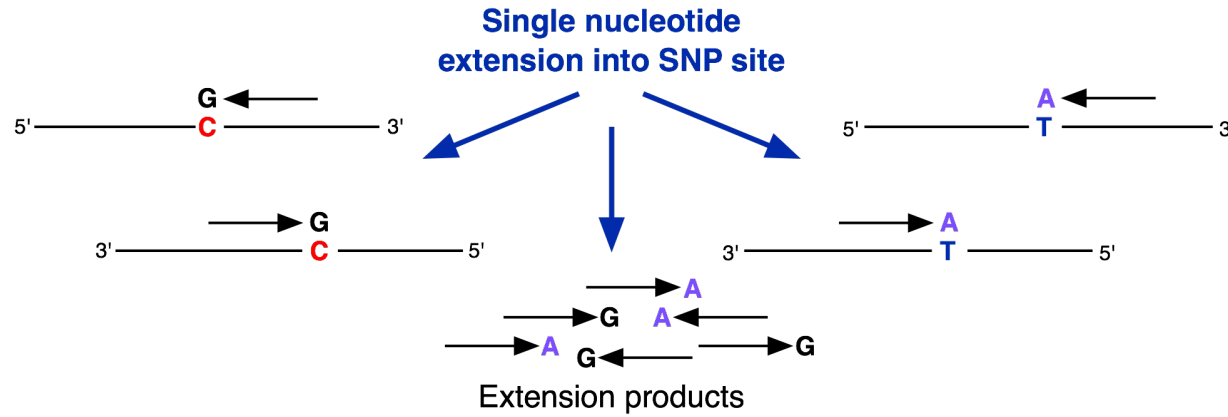 Single nucleotide
extension into SNP site
G
5' C 3'
A
5' T 3'
G
3' C 5'
A
3' T 5'
A
G A
A G G
Extension products